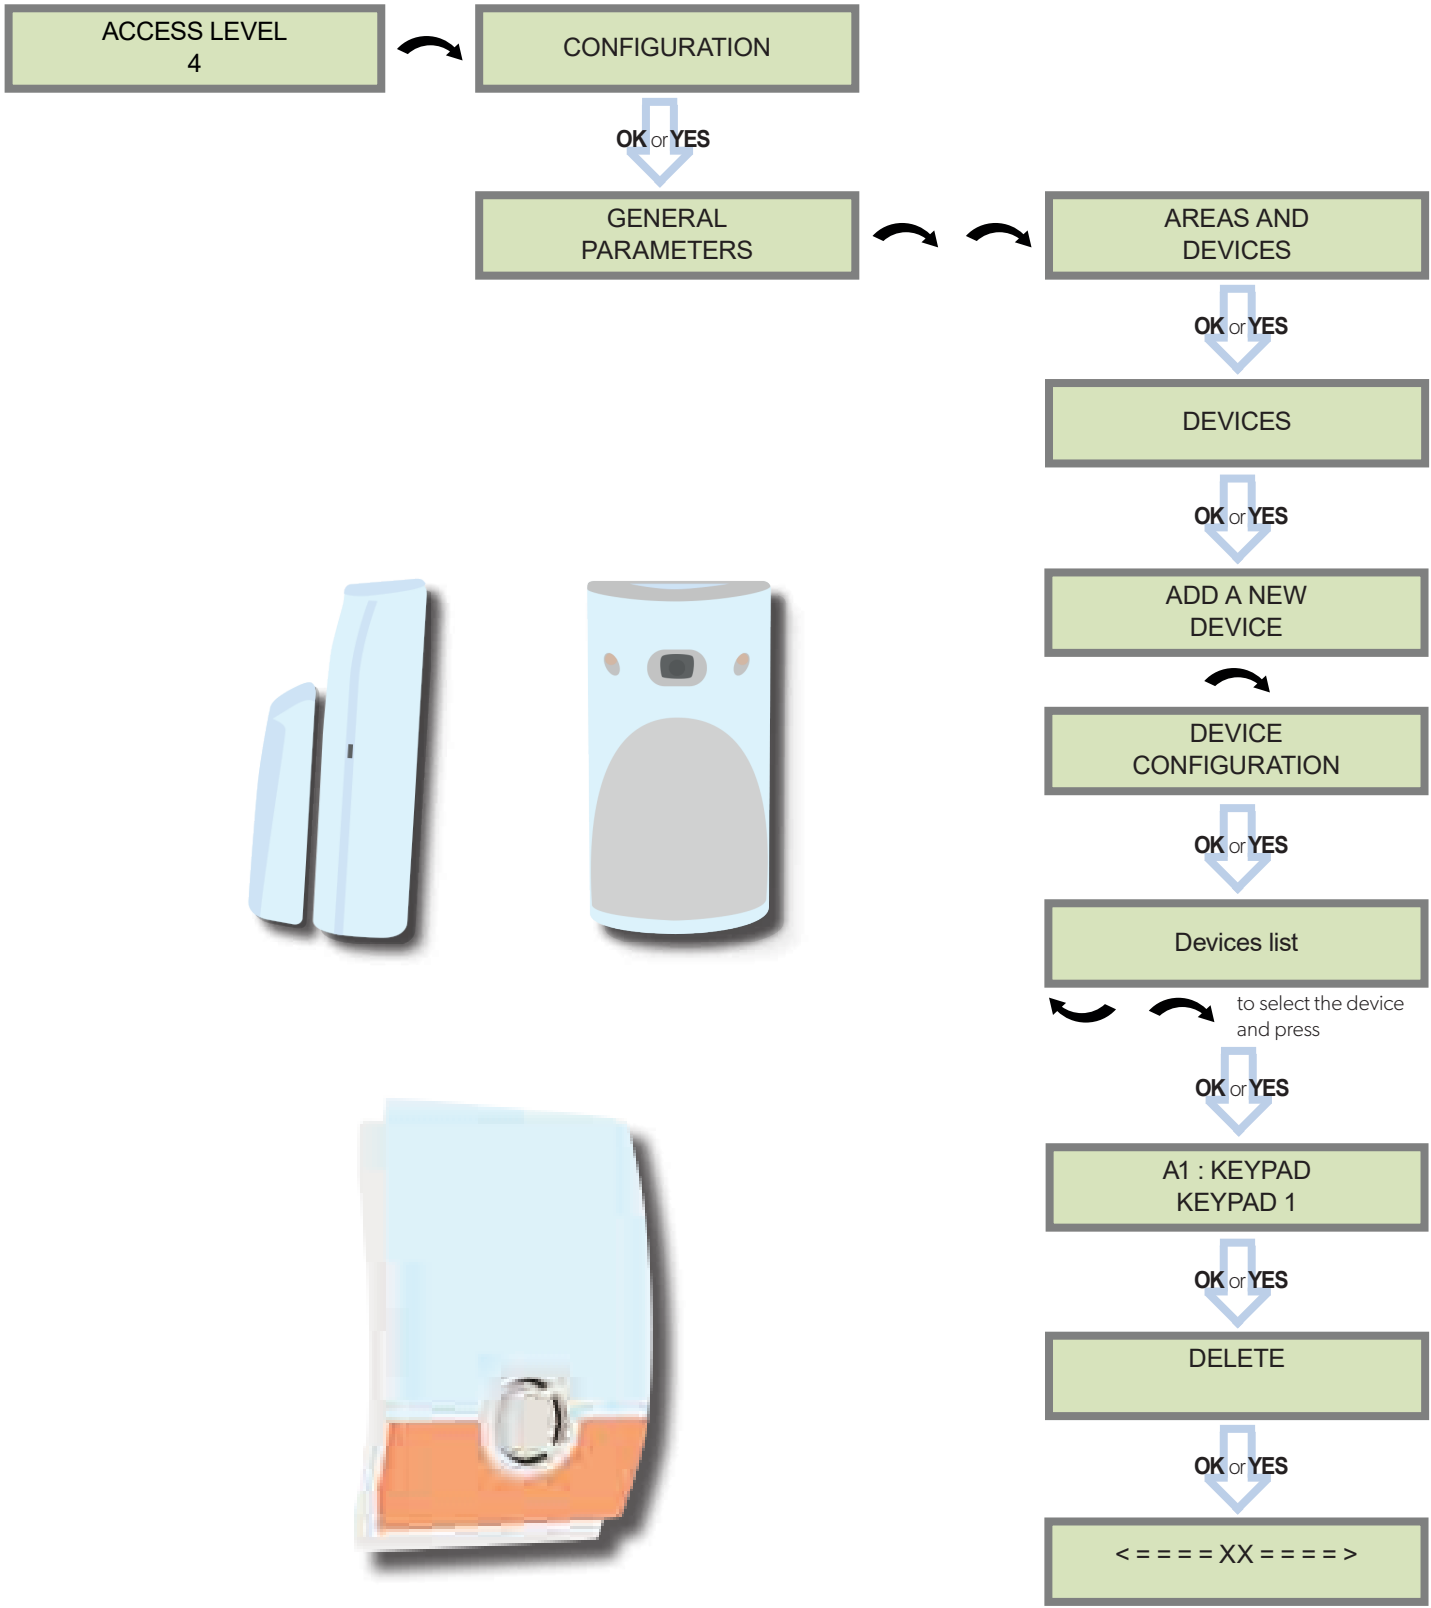 ACCESS LEVEL
4
CONFIGURATION
OK or YES
GENERAL
PARAMETERS
AREAS AND
DEVICES
OK or YES
DEVICES
OK or YES
ADD A NEW
DEVICE
DEVICE
CONFIGURATION
OK or YES
Devices list
to select the device
and press
OK or YES
A1 : KEYPAD
KEYPAD 1
OK or YES
DELETE
OK or YES
< = = = = XX = = = = >